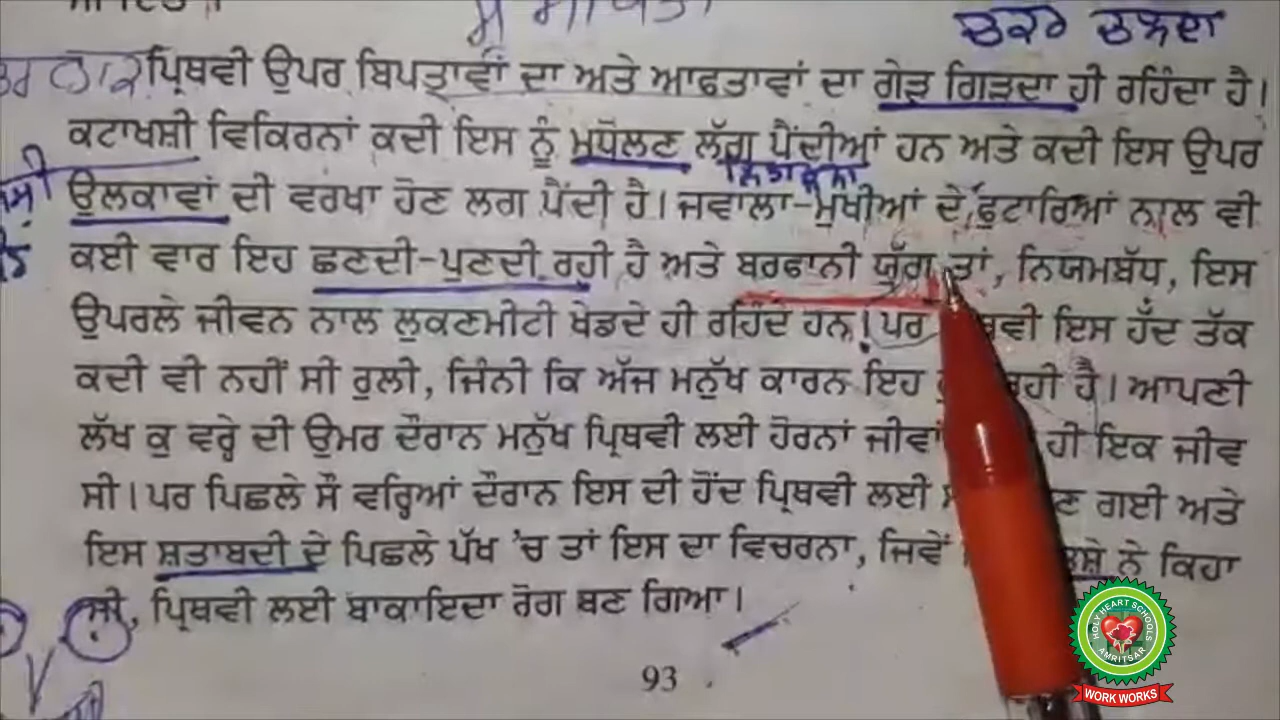 ਚਕਰ ਚਲਦਾ
ਪ੍ਰਿਥਵੀ ਉਪਰ ਬਿਪਤਾਵਾਂ ਦਾ ਅਤੇ ਆਫਤਾਵਾਂ ਦਾ ਗੇੜ ਗਿੜਦਾ ਹੀ ਰਹਿੰਦਾ ਹੈ।
ਕਟਾਖਸ਼ੀ ਵਿਕਿਰਨਾਂ ਕਦੀ ਇਸ ਨੂੰ ਮਧੋਲਣ ਲੱਗ ਪੈਂਦੀਆਂ ਹਨ ਅਤੇ ਕਦੀ ਇਸ ਉਪਰ
ਉਲਕਾਵਾਂ ਦੀ ਵਰਖਾ ਹੋਣ ਲਗ ਪੈਂਦੀ ਹੈ। ਜਵਾਲਾ-ਮੁਖੀਆਂ ਦੇ ਫੁਟਾਰਿਆਂ ਨਾਲ ਵੀ
ਕਈ ਵਾਰ ਇਹ ਛਣਦੀ-ਪੁਣਦੀ ਰਹੀ ਹੈ ਅਤੇ ਬਰਫਾਨੀ ਯੁੱਗ ਤਾਂ, ਨਿਯਮਬੱਧ, ਇਸ
ਉਪਰਲੇ ਜੀਵਨ ਨਾਲ ਲੁਕਣਮੀਟੀ ਖੇਡਦੇ ਹੀ ਰਹਿੰਦੇ ਹਨ। ਪਰ ਇਸ ਹੱਦ ਤੱਕ
ਕਦੀ ਵੀ ਨਹੀਂ ਸੀ ਰੁਲੀ, ਜਿੰਨੀ ਕਿ ਅੱਜ ਮਨੁੱਖ ਕਾਰਨ ਇਹ ਰਹੀ ਹੈ। ਆਪਣੀ
ਲੱਖ ਕੁ ਵਰ੍ਹੇ ਦੀ ਉਮਰ ਦੌਰਾਨ ਮਨੁੱਖ ਪ੍ਰਿਥਵੀ ਲਈ ਹੋਰਨਾਂ ਜੀਵਾਂ ਹੀ ਇਕ ਜੀਵ
ਸੀ। ਪਰ ਪਿਛਲੇ ਸੌ ਵਰ੍ਹਿਆਂ ਦੌਰਾਨ ਇਸ ਦੀ ਹੋਂਦ ਪ੍ਰਿਥਵੀ ਲਈ ਗਈ ਅਤੇ
ਇਸ ਸ਼ਤਾਬਦੀ ਦੇ ਪਿਛਲੇ ਪੱਖ 'ਚ ਤਾਂ ਇਸ ਦਾ ਵਿਚਰਨਾ, ਜਿਵੇਂ ਨੇ ਕਿਹਾ
ਸੀ, ਪ੍ਰਿਥਵੀ ਲਈ ਬਾਕਾਇਦਾ ਰੋਗ ਬਣ ਗਿਆ।
93
HOLY HEART SCHOOLS
AMRITSAR
WORK WORKS